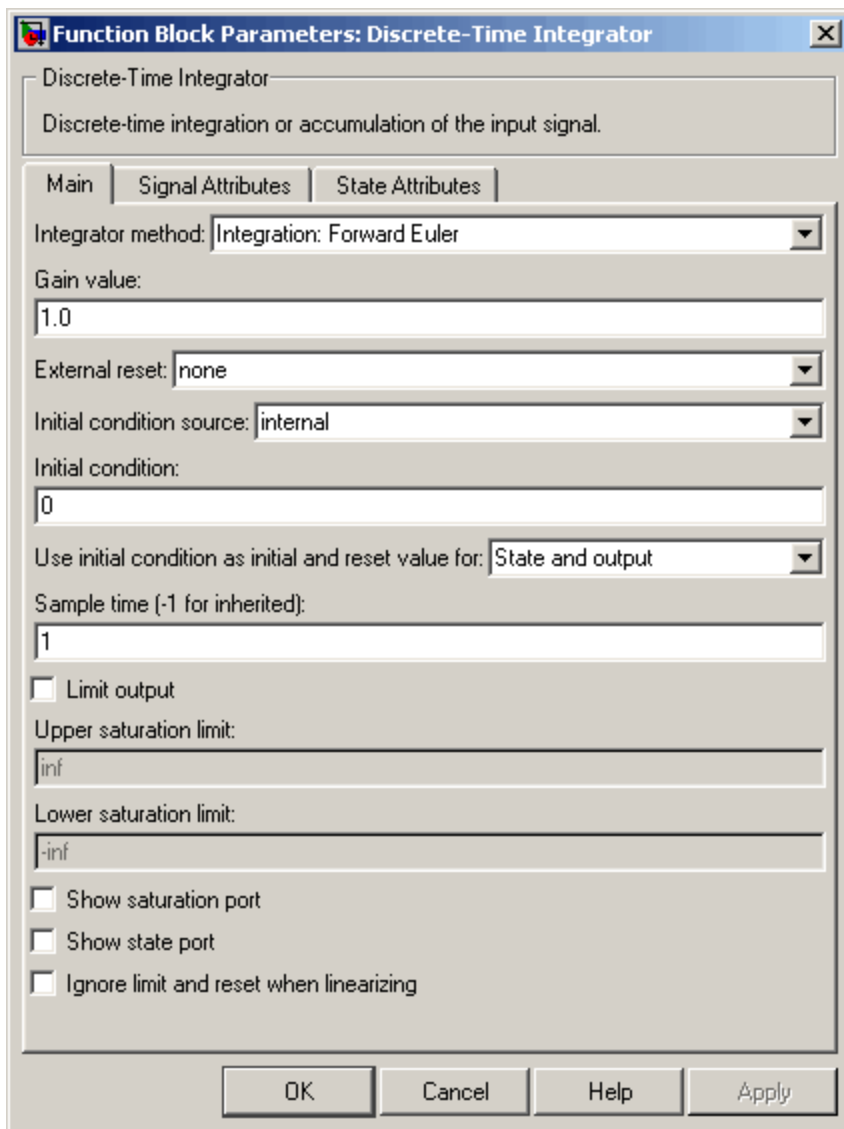 Function Block Parameters: Discrete-Time Integrator
Discrete-Time Integrator
Discrete-time integration or accumulation of the input signal.
Main Signal Attributes State Attributes
Integrator method: Integration: Forward Euler
Gain value:
1.0
External reset: none
Initial condition source: internal
Initial condition:
0
Use initial condition as initial and reset value for: State and output
Sample time (-1 for inherited):
1
Limit output
Upper saturation limit:
inf
Lower saturation limit:
-inf
Show saturation port
Show state port
Ignore limit and reset when linearizing
OK Cancel Help Apply